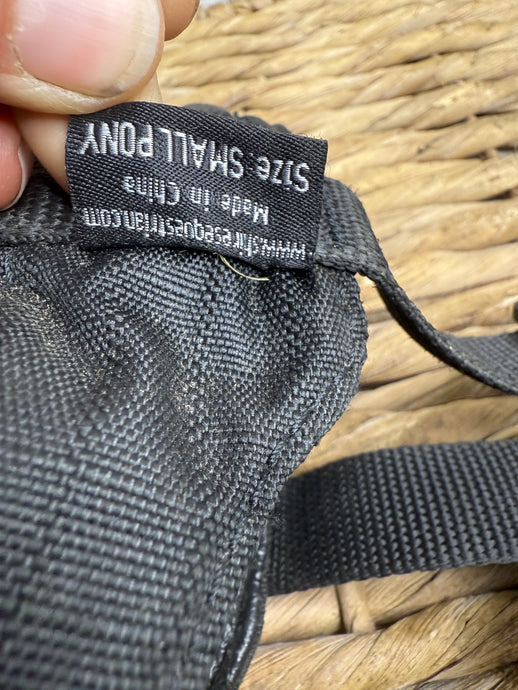 Size SMALL PONY
Made in China
www.shiresequestrian.com